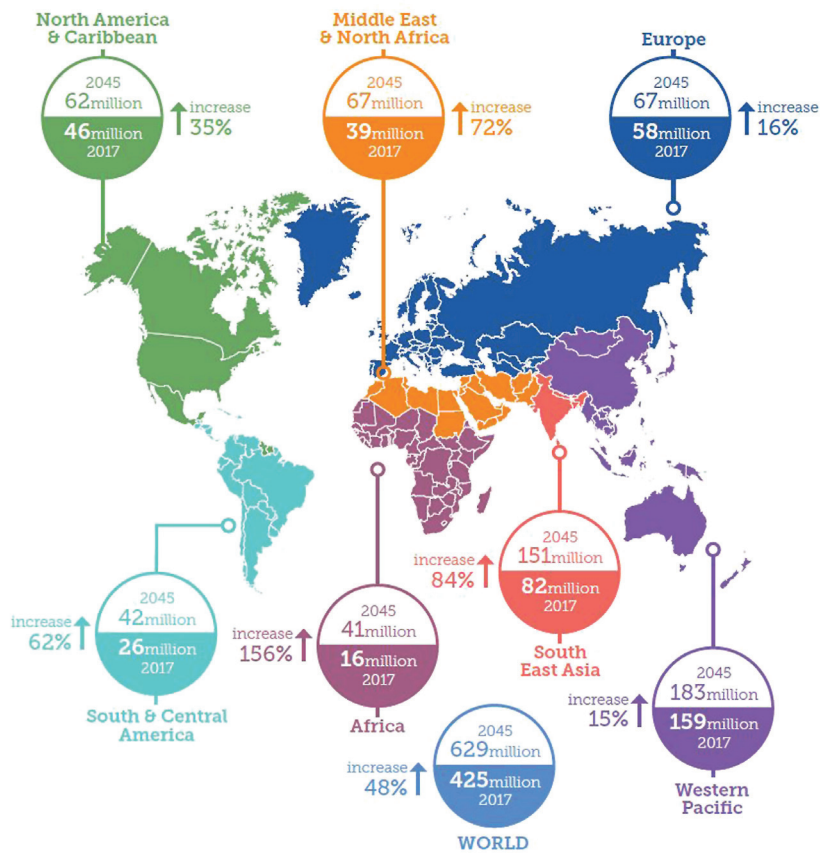 North America
& Caribbean
2045
62million
46million
2017
increase
35%
Middle East
& North Africa
2045
67million
39million
2017
increase
72%
Europe
2045
67million
58million
2017
increase
16%
increase
62%
2045
42million
26million
2017
South & Central
America
increase
156%
2045
41million
16million
2017
Africa
increase
84%
2045
151million
82million
2017
South
East Asia
increase
15%
2045
183million
159million
2017
Western
Pacific
increase
48%
2045
629million
425million
2017
WORLD